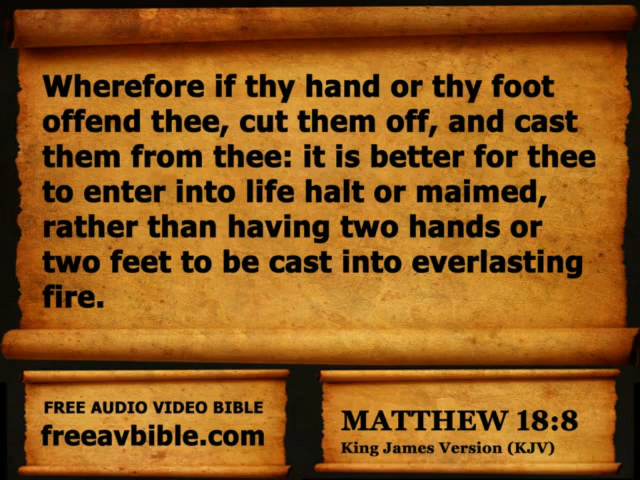 Wherefore if thy hand or thy foot
offend thee, cut them off, and cast
them from thee: it is better for thee
to enter into life halt or maimed,
rather than having two hands or
two feet to be cast into everlasting
fire.
FREE AUDIO VIDEO BIBLE
freeavbible.com
MATTHEW 18:8
King James Version (KJV)